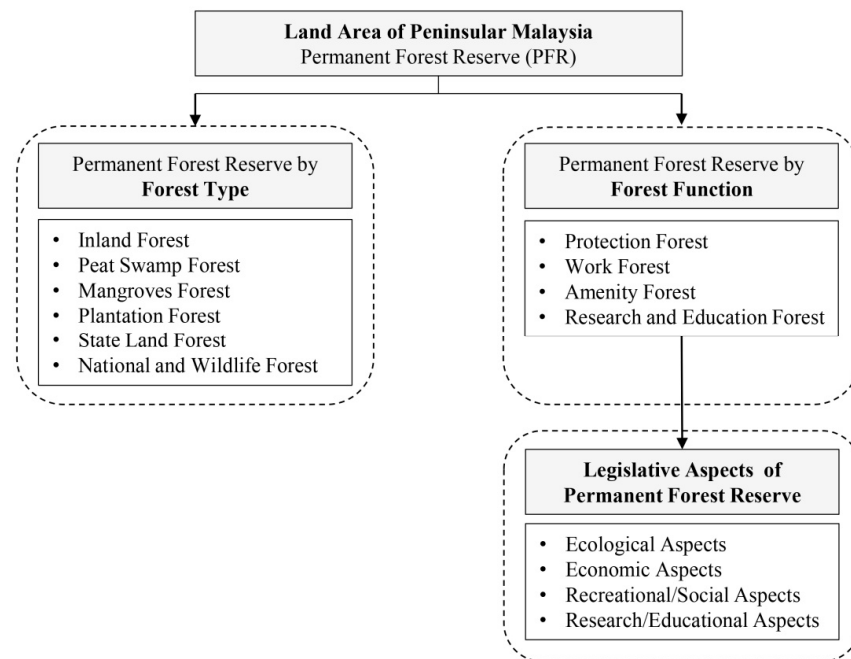 Land Area of Peninsular Malaysia
Permanent Forest Reserve (PFR)
Permanent Forest Reserve by
Forest Type
• Inland Forest
• Peat Swamp Forest
• Mangroves Forest
• Plantation Forest
• State Land Forest
• National and Wildlife Forest
Permanent Forest Reserve by
Forest Function
• Protection Forest
• Work Forest
• Amenity Forest
• Research and Education Forest
Legislative Aspects of
Permanent Forest Reserve
• Ecological Aspects
• Economic Aspects
• Recreational/Social Aspects
• Research/Educational Aspects